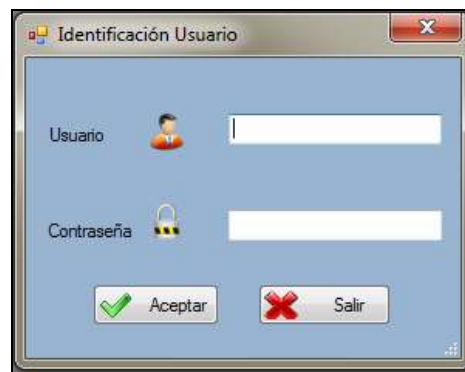 Identificación Usuario
Usuario
Contraseña
Aceptar
Salir